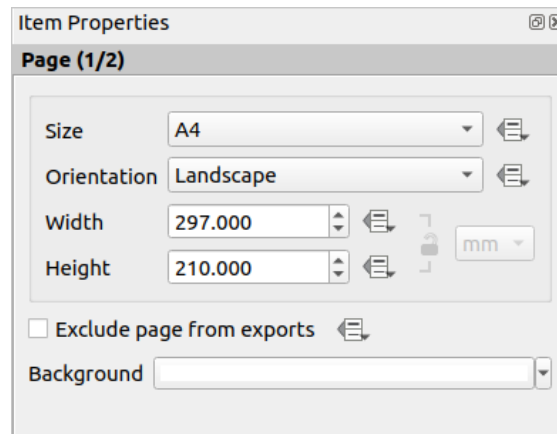 Item Properties
Page (1/2)
Size A4
Orientation Landscape
Width 297.000
Height 210.000
mm
Exclude page from exports
Background